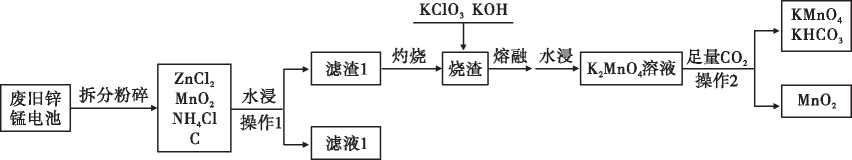 KClO₃ KOH
KMnO₄
KHCO₃
废旧锌
锰电池
拆分粉碎
ZnCl₂
MnO₂
NH₄Cl
C
水浸
操作1
滤渣1
灼烧
烧渣
熔融
水浸
K₂MnO₄溶液
足量CO₂
操作2
滤液1
MnO₂